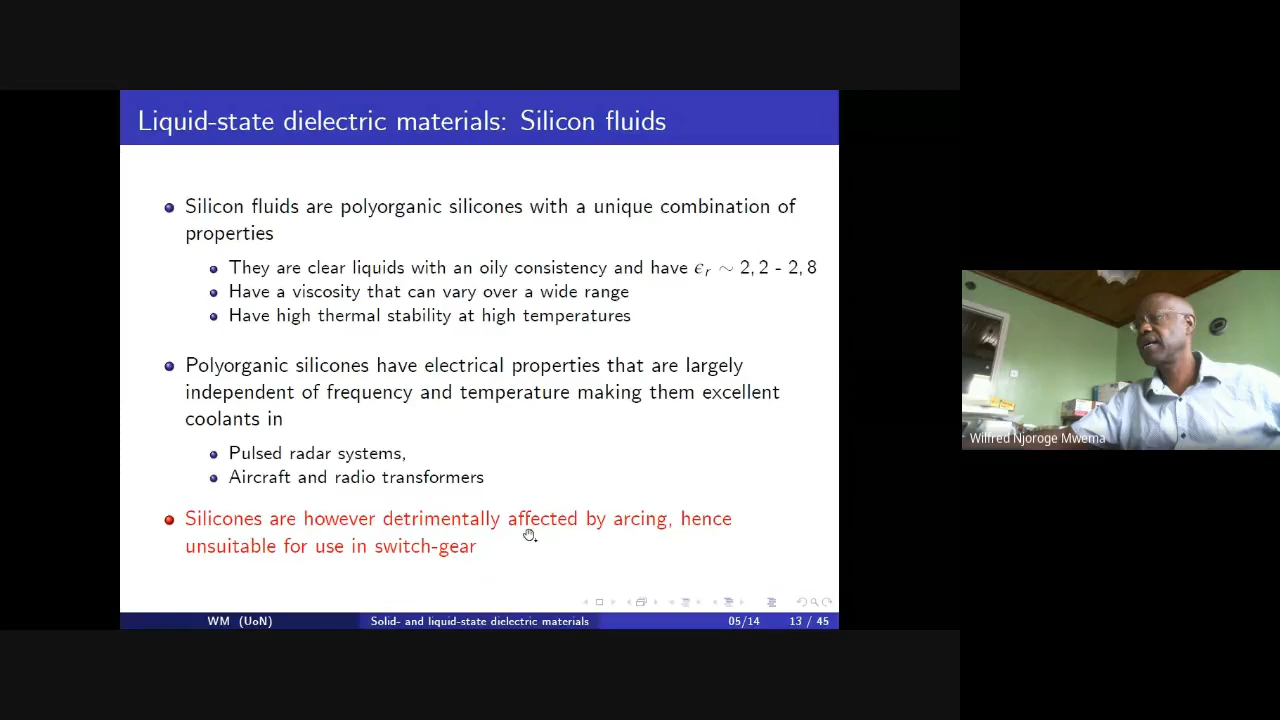 Liquid-state dielectric materials: Silicon fluids
Silicon fluids are polyorganic silicones with a unique combination of
properties
They are clear liquids with an oily consistency and have ϵr ∼ 2, 2 - 2, 8
Have a viscosity that can vary over a wide range
Have high thermal stability at high temperatures
Polyorganic silicones have electrical properties that are largely
independent of frequency and temperature making them excellent
coolants in
Pulsed radar systems,
Aircraft and radio transformers
Silicones are however detrimentally affected by arcing, hence
unsuitable for use in switch-gear
WM (UoN) Solid- and liquid-state dielectric materials 05/14 13 / 45
Wilfred Njoroge Mwema